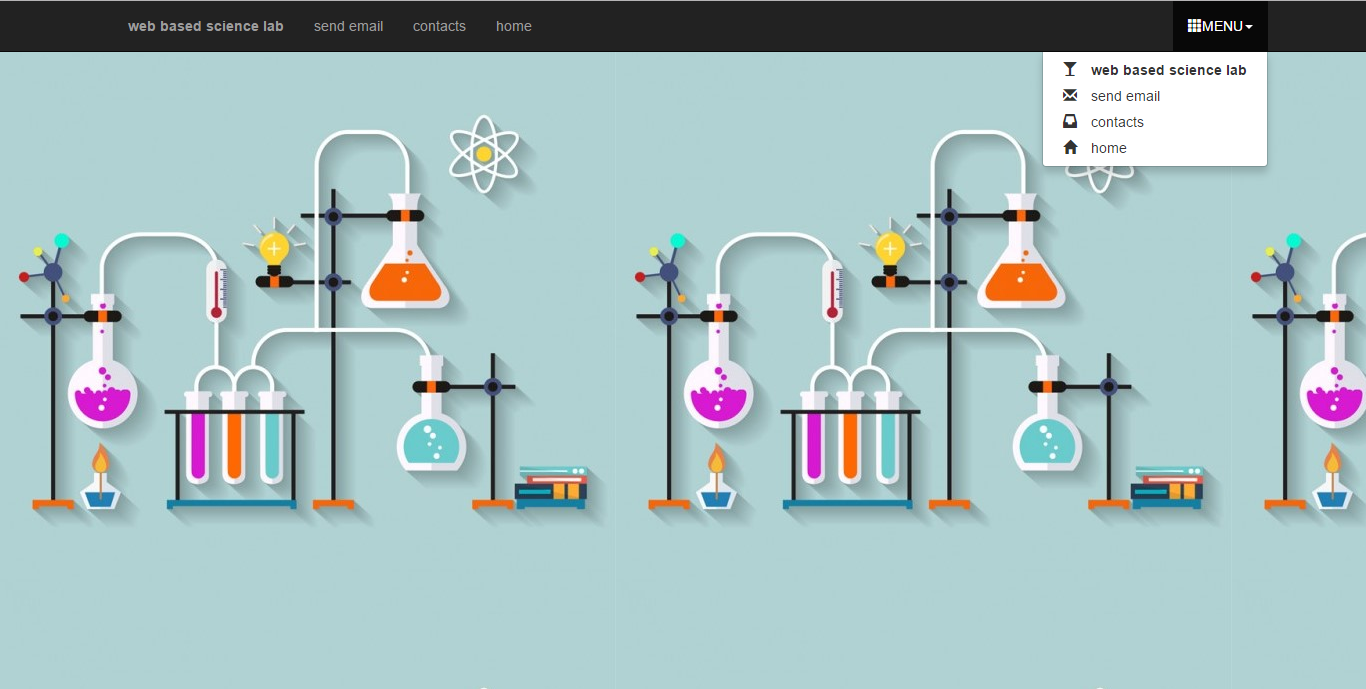 web based science lab send email contacts home MENU
web based science lab
send email
contacts
home